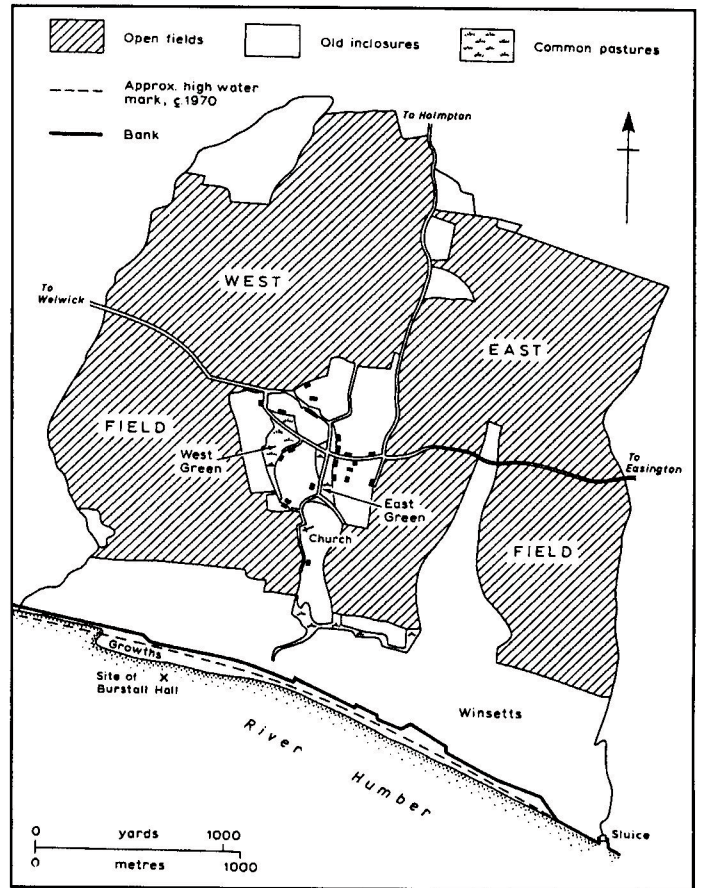 Open fields
Old inclosures
Common pastures
Approx. high water
mark, c.1970
Bank
To Holmpton
WEST
To
Welwick
EAST
FIELD
West
Green
To
Easington
East
Green
Church
FIELD
Growths
Site of X
Burstall Hall
Winsetts
River Humber
Sluice
0 yards 1000
0 metres 1000